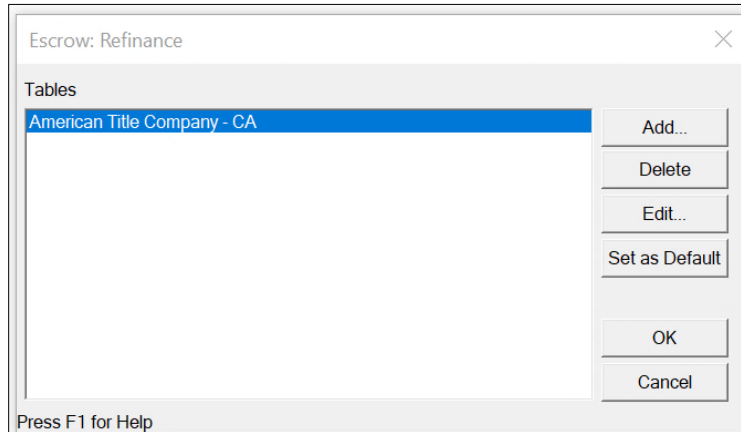 Escrow: Refinance
Tables
American Title Company - CA
Add...
Delete
Edit...
Set as Default
OK
Cancel
Press F1 for Help